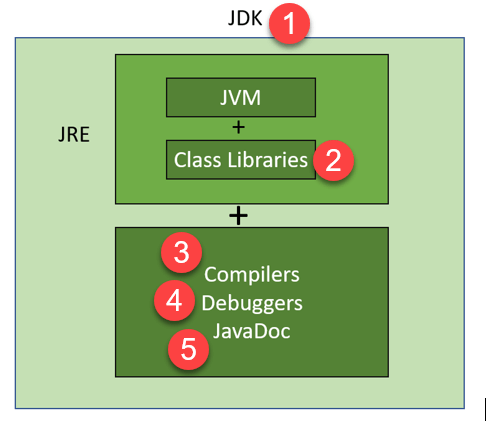 JDK 1
JVM
+
JRE
Class Libraries 2
+
3
Compilers
4 Debuggers
JavaDoc
5